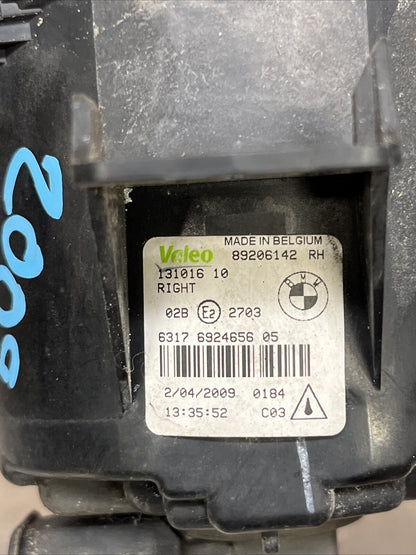 2009
Valeo MADE IN BELGIUM
89206142 RH
131016 10
RIGHT
BMW
02B E2 2703
6317 6924656 05
2/04/2009 0184
13:35:52 C03